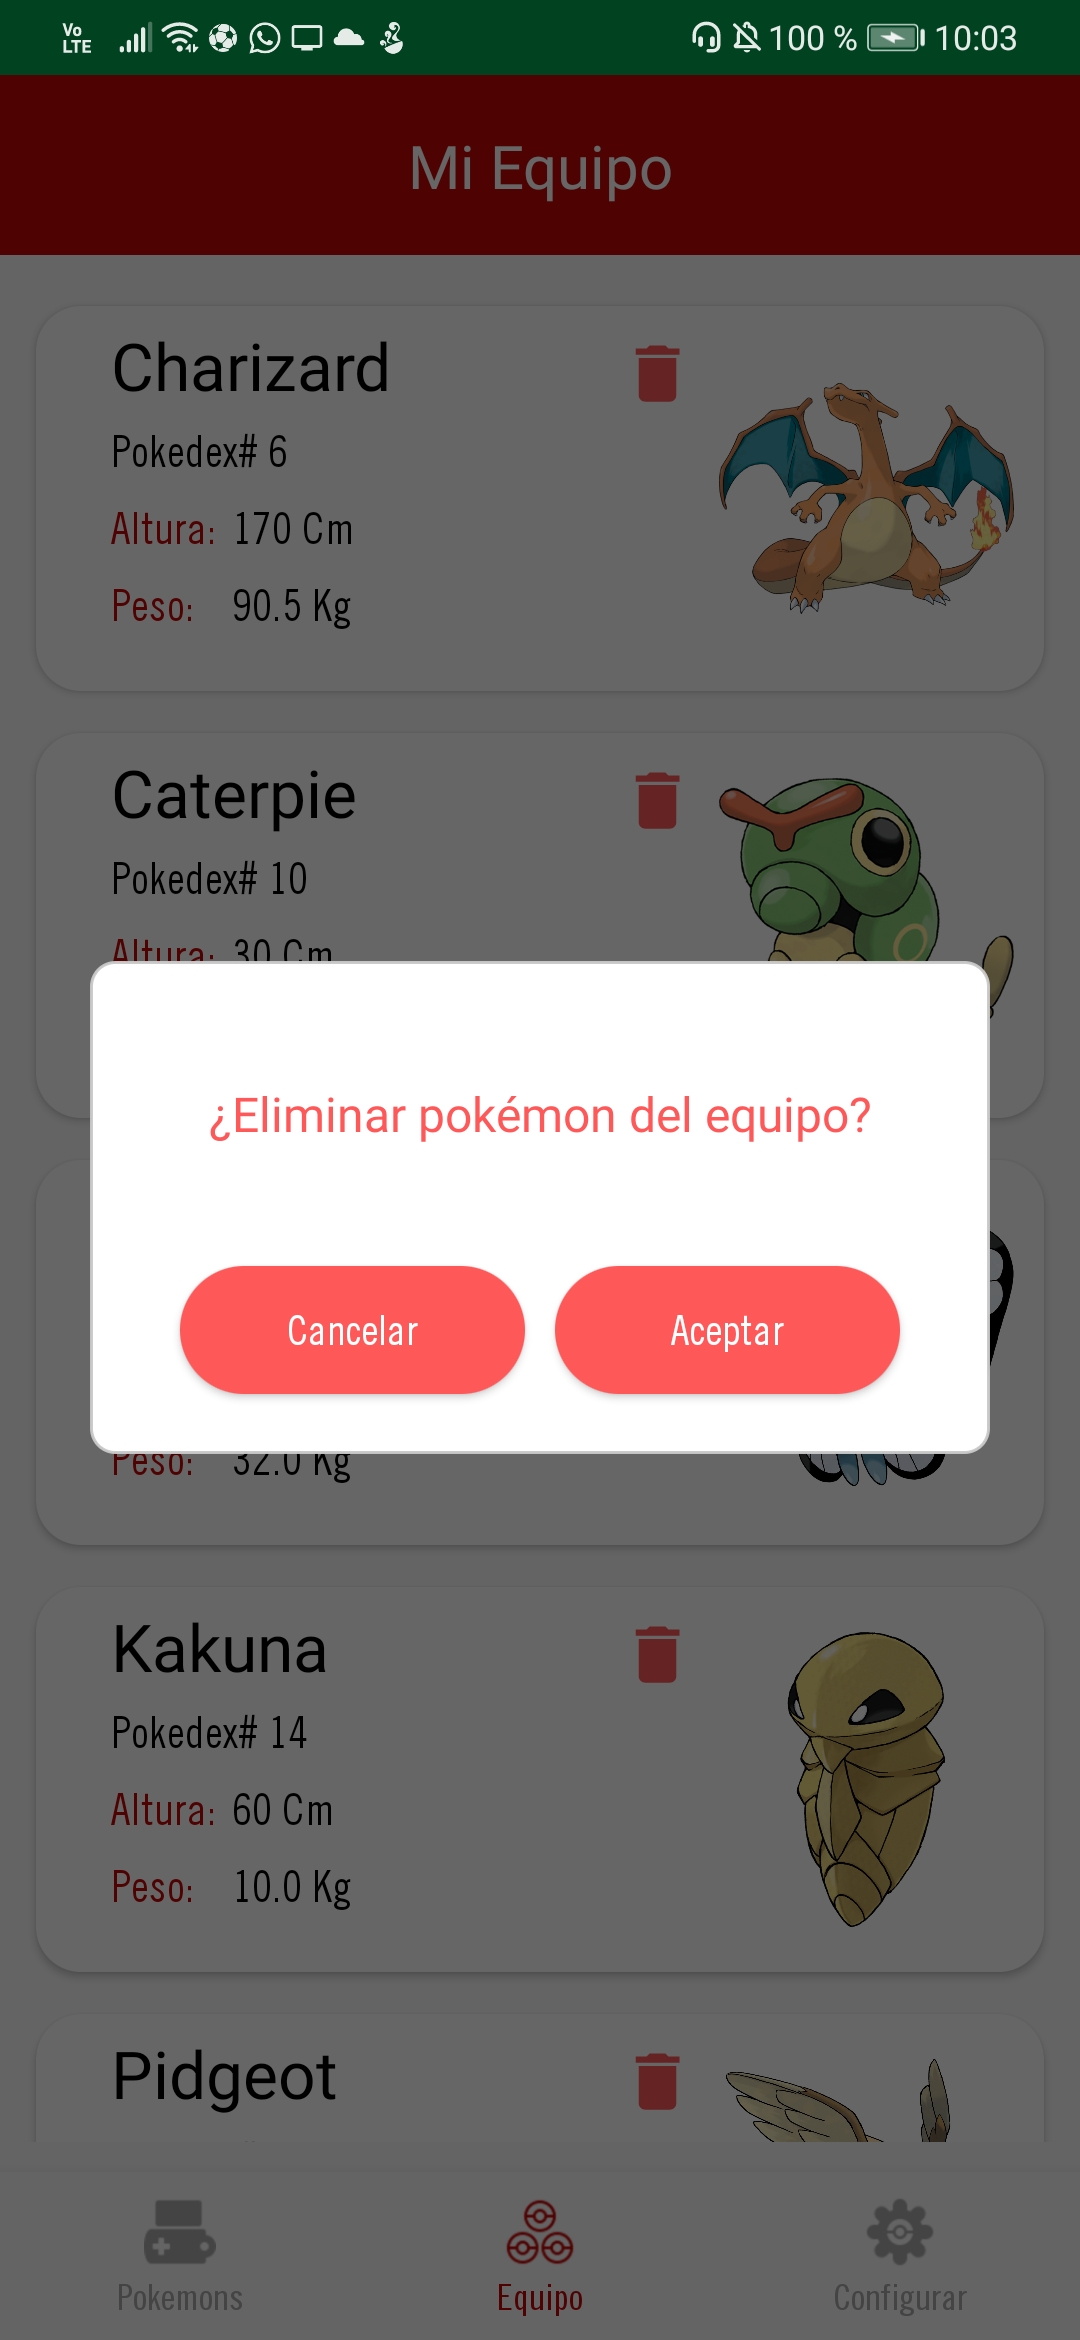 Vo LTE 100 % 10:03
Mi Equipo
Charizard
Pokedex# 6
Altura: 170 Cm
Peso: 90.5 Kg
Caterpie
Pokedex# 10
Altura: 30 Cm
¿Eliminar pokémon del equipo?
Cancelar Aceptar
Peso: 32.0 Kg
Kakuna
Pokedex# 14
Altura: 60 Cm
Peso: 10.0 Kg
Pidgeot
Pokemons Equipo Configurar